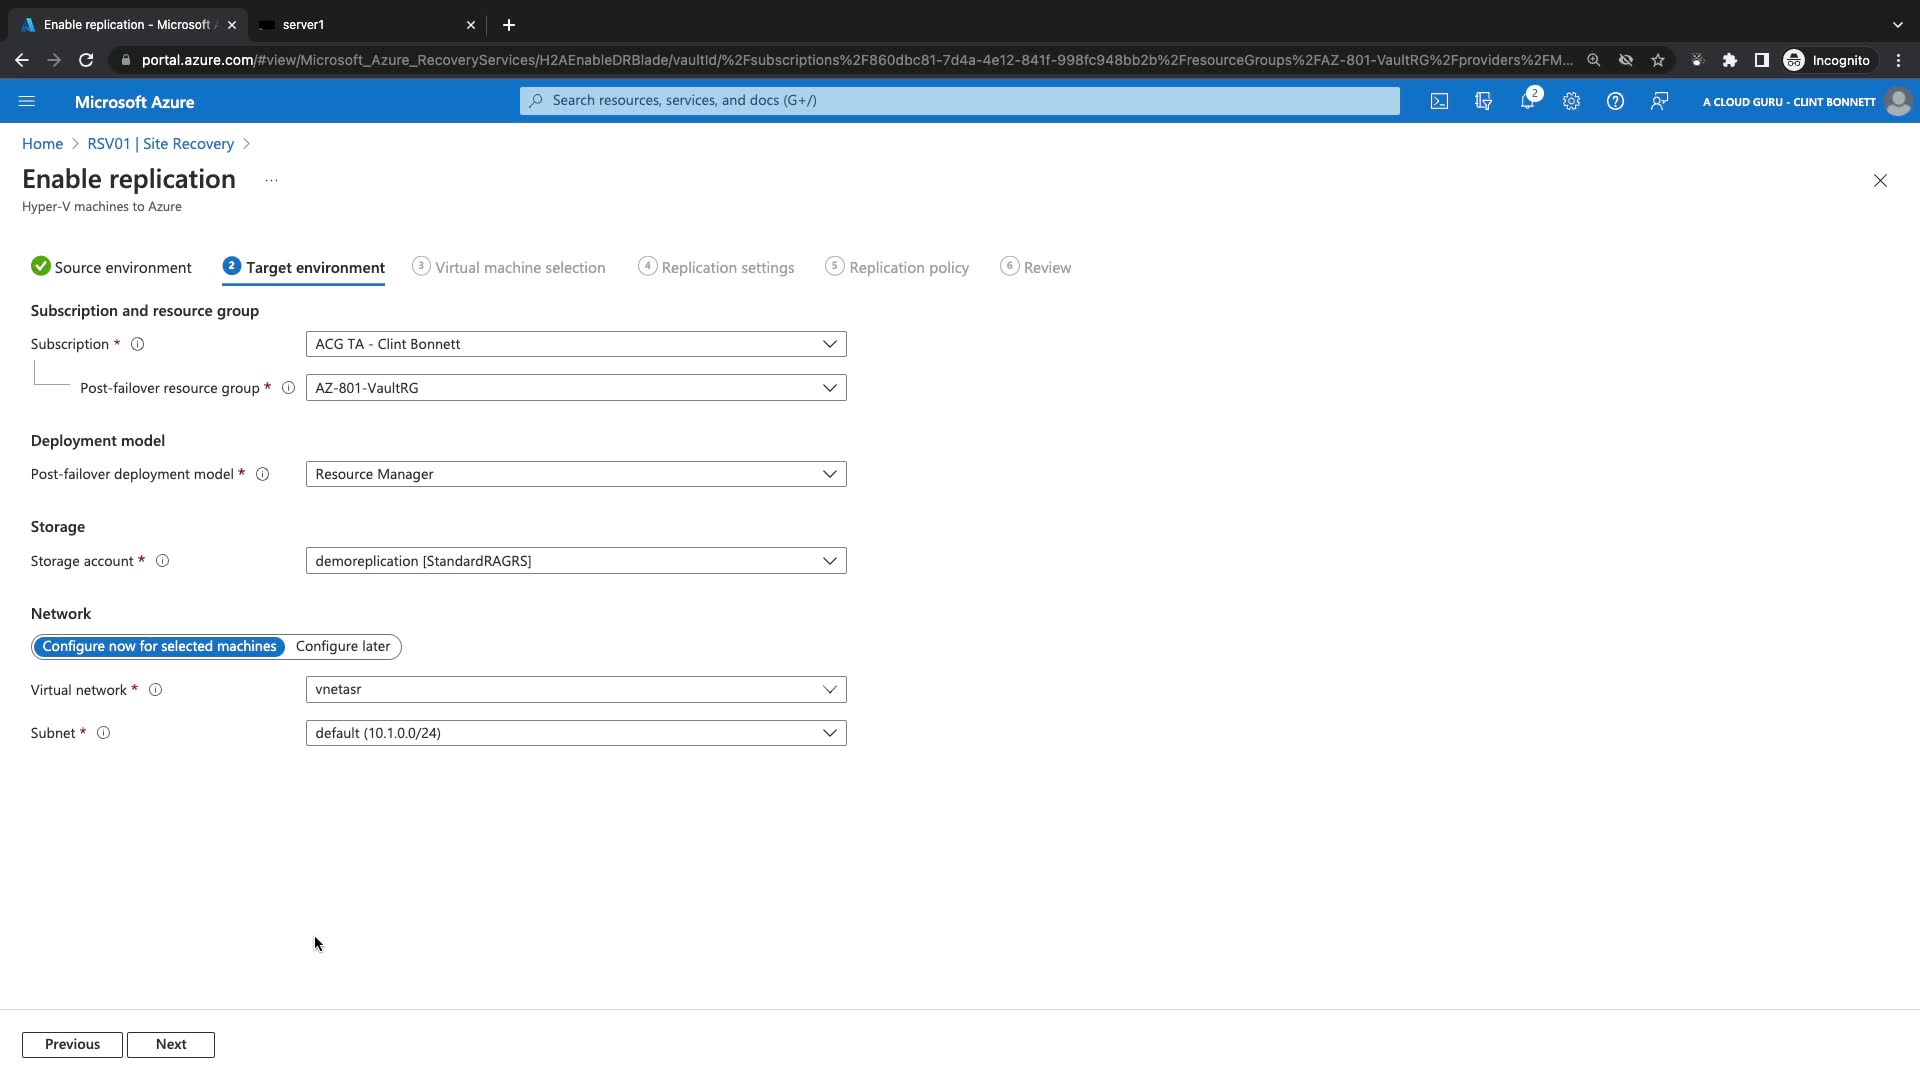 Enable replication - Microsoft A
server1
portal.azure.com/#view/Microsoft_Azure_RecoveryServices/H2AEnableDRBlade/vaultId/%2Fsubscriptions%2F860dbc81-7d4a-4e12-841f-998fc948bb2b%2FresourceGroups%2FAZ-801-VaultRG%2Fproviders%2FM...
Incognito
Microsoft Azure
Search resources, services, and docs (G+/)
2
A CLOUD GURU - CLINT BONNETT
Home > RSV01 | Site Recovery >
Enable replication ...
Hyper-V machines to Azure
Source environment
2 Target environment
3 Virtual machine selection
4 Replication settings
5 Replication policy
6 Review
Subscription and resource group
Subscription * ACG TA - Clint Bonnett
Post-failover resource group * AZ-801-VaultRG
Deployment model
Post-failover deployment model * Resource Manager
Storage
Storage account * demoreplication [StandardRAGRS]
Network
Configure now for selected machines Configure later
Virtual network * vnetasr
Subnet * default (10.1.0.0/24)
Previous Next